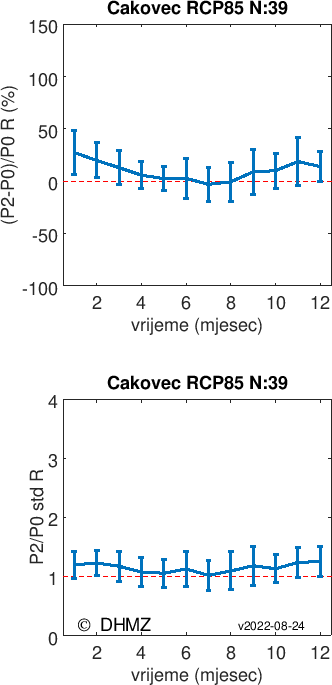 Cakovec RCP85 N:39
150
100
50
0
-50
-100
(P2-P0)/P0 R (%)
2 4 6 8 10 12
vrijeme (mjesec)
Cakovec RCP85 N:39
4
3
2
1
0
P2/P0 std R
© DHMZ
v2022-08-24
2 4 6 8 10 12
vrijeme (mjesec)